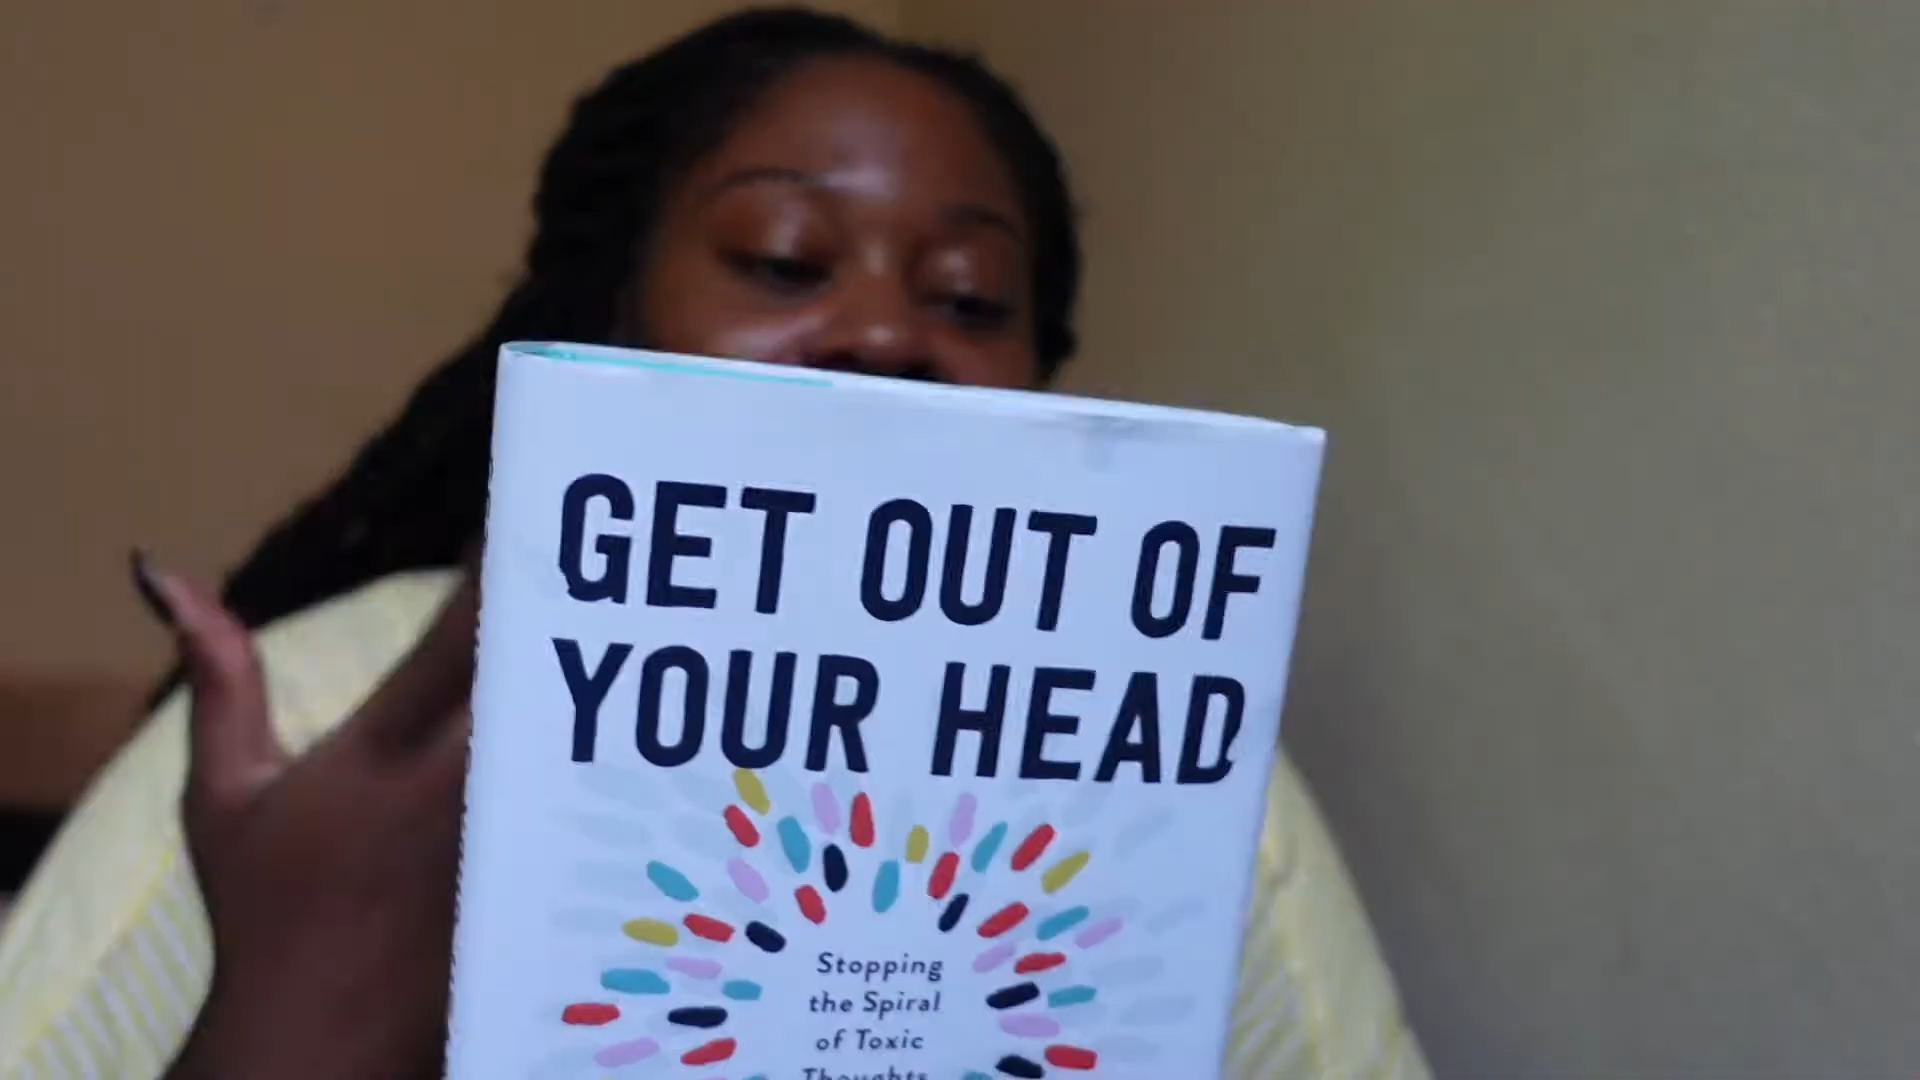 GET OUT OF
YOUR HEAD
Stopping
the Spiral
of Toxic
Thoughts